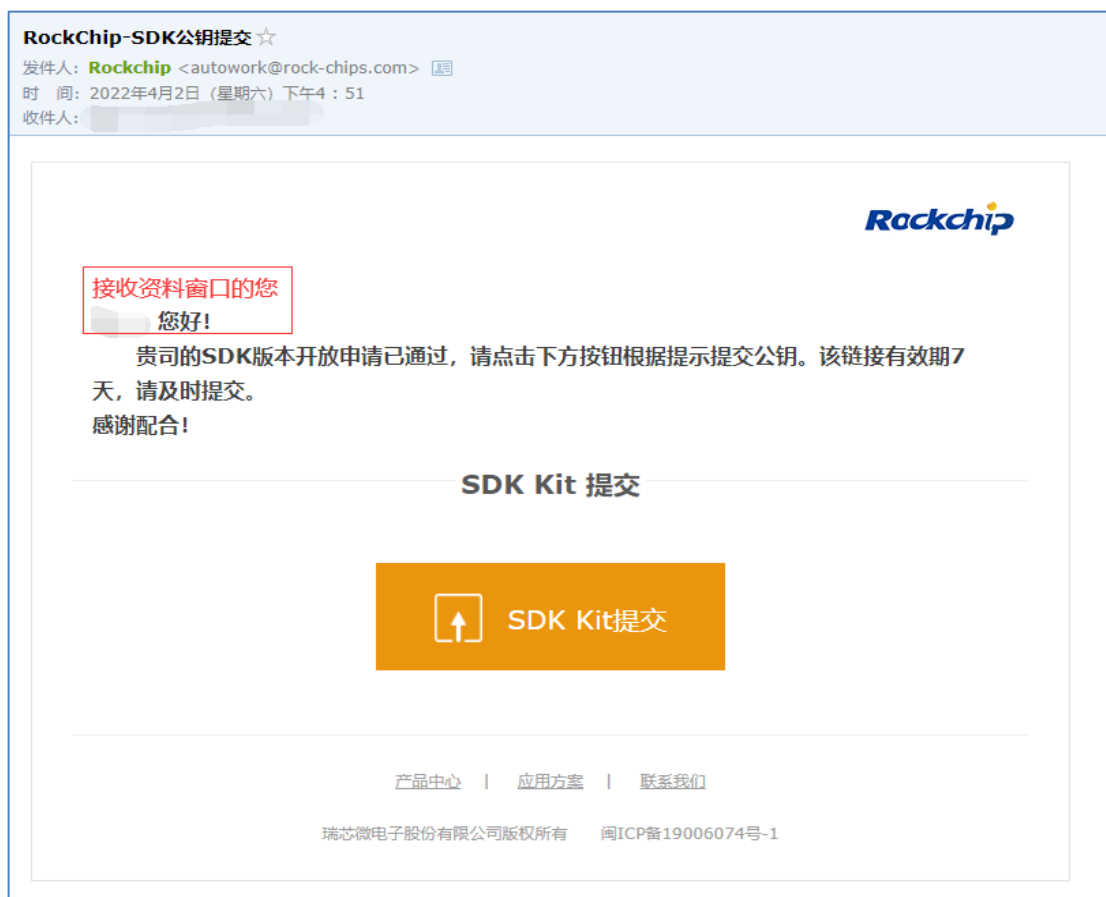 RockChip-SDK公钥提交
发件人: Rockchip <autowork@rock-chips.com>
时 间: 2022年4月2日 (星期六) 下午4:51
收件人:
Rockchip
接收资料窗口的您
您好!
贵司的SDK版本开放申请已通过，请点击下方按钮根据提示提交公钥。该链接有效期7
天，请及时提交。
感谢配合!
SDK Kit 提交
SDK Kit提交
产品中心 | 应用方案 | 联系我们
瑞芯微电子股份有限公司版权所有 闽ICP备19006074号-1